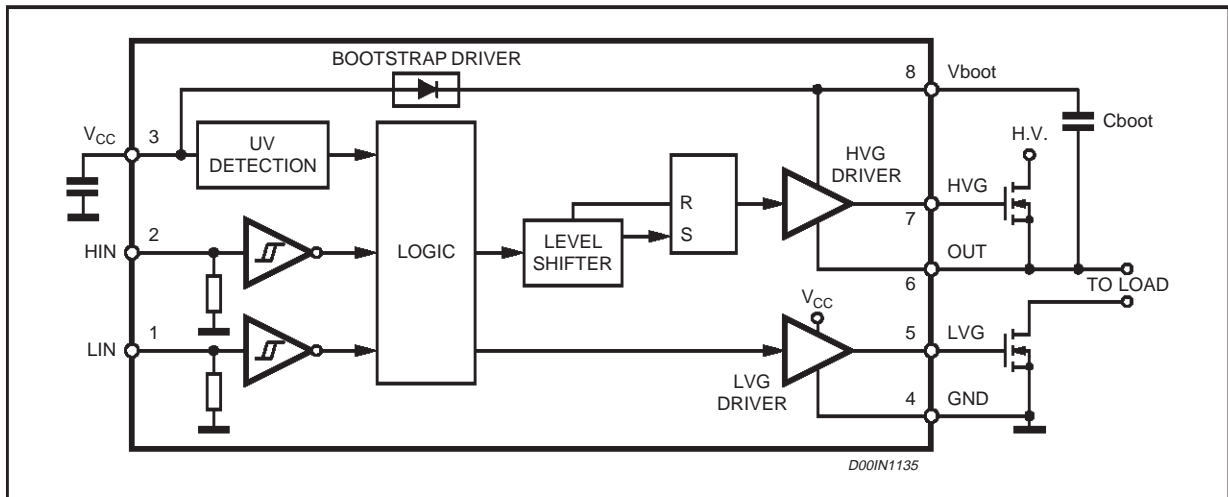 BOOTSTRAP DRIVER
8
Vboot
VCC
3
UV
DETECTION
Cboot
H.V.
HVG
DRIVER
HVG
7
R
S
LEVEL
SHIFTER
LOGIC
HIN
2
OUT
6
TO LOAD
VCC
LIN
1
5
LVG
LVG
DRIVER
4
GND
D00IN1135